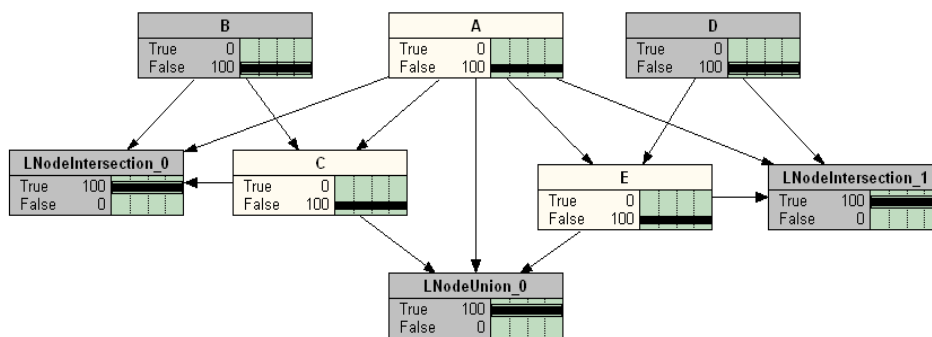 B
True 0
False 100
A
True 0
False 100
D
True 0
False 100
LNodeIntersection_0
True 100
False 0
C
True 0
False 100
E
True 0
False 100
LNodeIntersection_1
True 100
False 0
LNodeUnion_0
True 100
False 0